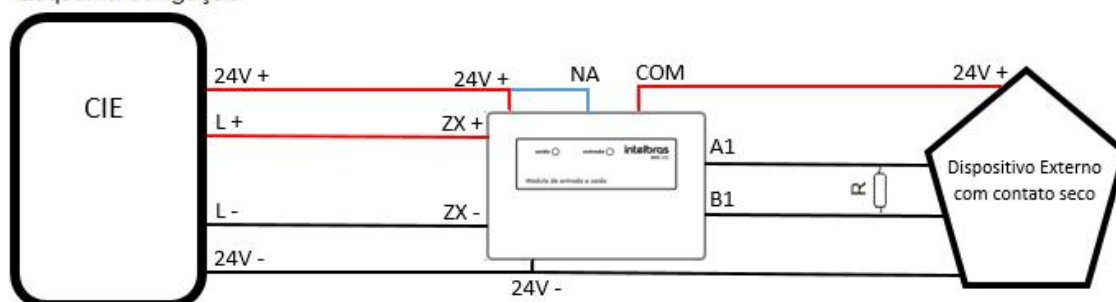 CIE
24V +
L +
L -
24V -
24V +
NA
COM
24V +
ZX +
ZX -
saída
entrada
intelbras
Módulo de entrada e saída
24V -
A1
B1
R
Dispositivo Externo
com contato seco